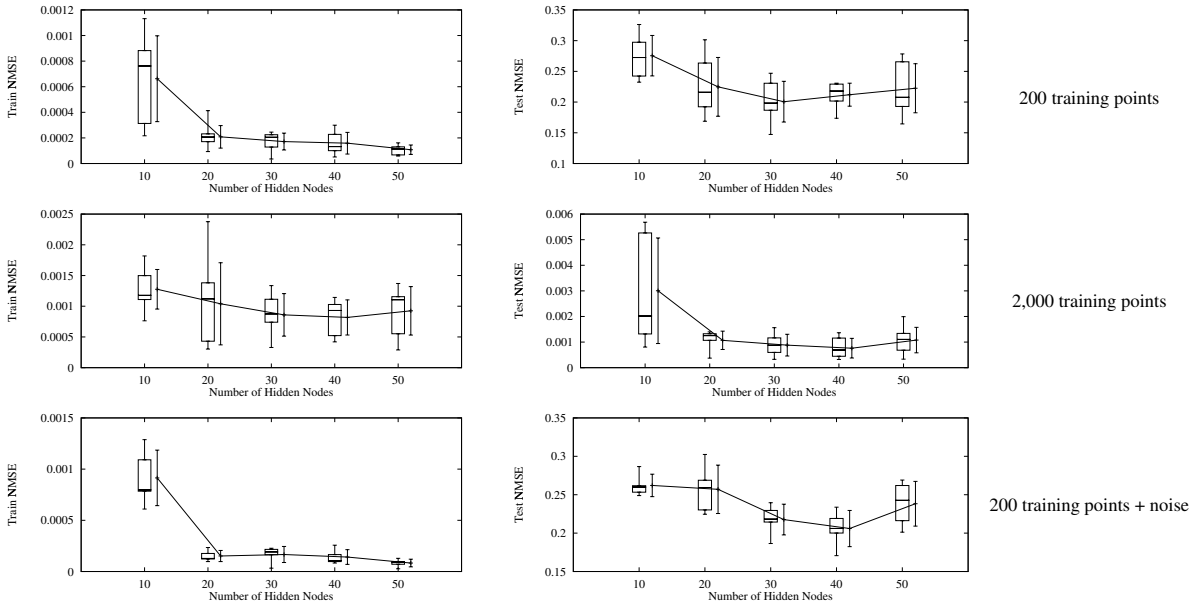 0.0012
0.001
0.0008
0.0006
0.0004
0.0002
0
Train NMSE
10 20 30 40 50
Number of Hidden Nodes
0.35
0.3
0.25
0.2
0.15
0.1
Test NMSE
10 20 30 40 50
Number of Hidden Nodes
200 training points
0.0025
0.002
0.0015
0.001
0.0005
0
Train NMSE
10 20 30 40 50
Number of Hidden Nodes
0.006
0.005
0.004
0.003
0.002
0.001
0
Test NMSE
10 20 30 40 50
Number of Hidden Nodes
2,000 training points
0.0015
0.001
0.0005
0
Train NMSE
10 20 30 40 50
Number of Hidden Nodes
0.35
0.3
0.25
0.2
0.15
Test NMSE
10 20 30 40 50
Number of Hidden Nodes
200 training points + noise